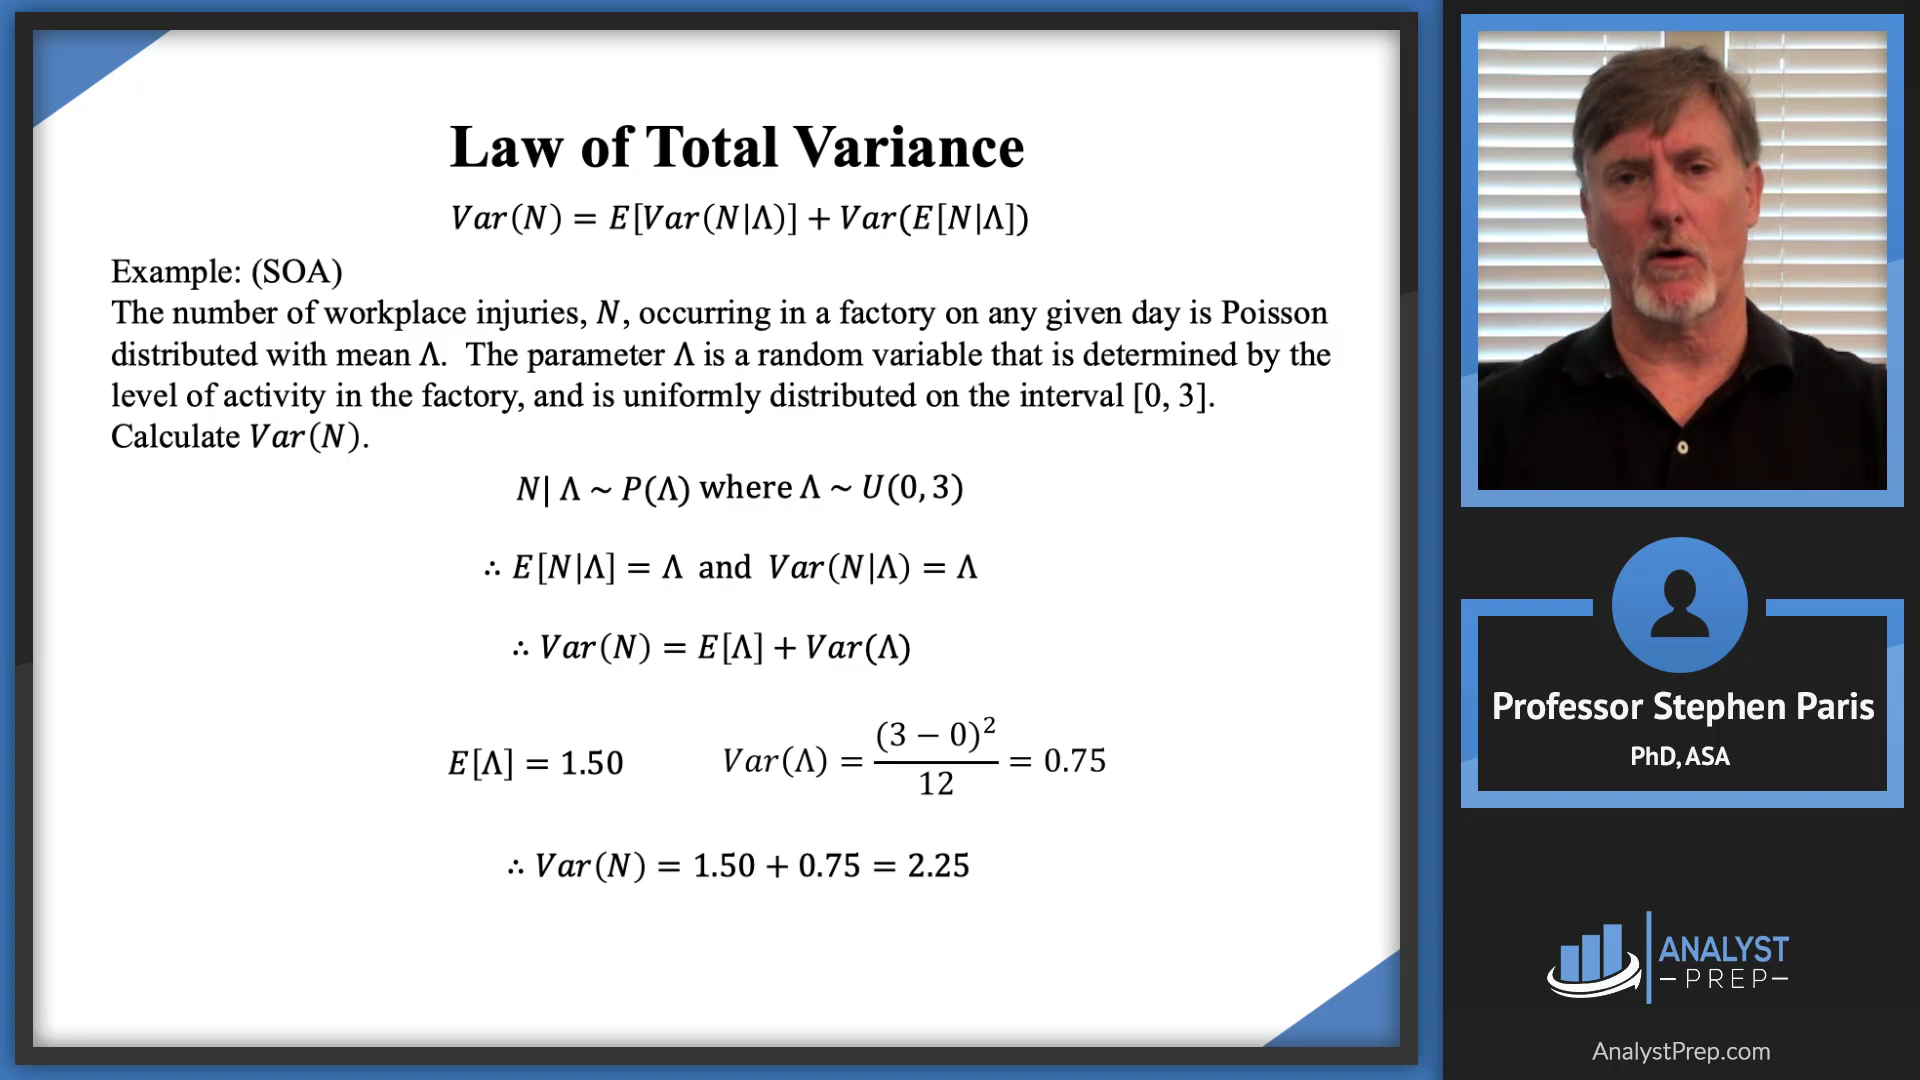 Law of Total Variance
Var(N) = E[Var(N|Λ)] + Var(E[N|Λ])
Example: (SOA)
The number of workplace injuries, N, occurring in a factory on any given day is Poisson
distributed with mean Λ. The parameter Λ is a random variable that is determined by the
level of activity in the factory, and is uniformly distributed on the interval [0, 3].
Calculate Var(N).
N| Λ ~ P(Λ) where Λ ~ U(0, 3)
∴ E[N|Λ] = Λ and Var(N|Λ) = Λ
∴ Var(N) = E[Λ] + Var(Λ)
E[Λ] = 1.50 Var(Λ) = (3 − 0)²/12 = 0.75
∴ Var(N) = 1.50 + 0.75 = 2.25
Professor Stephen Paris
PhD, ASA
ANALYST
PREP
AnalystPrep.com